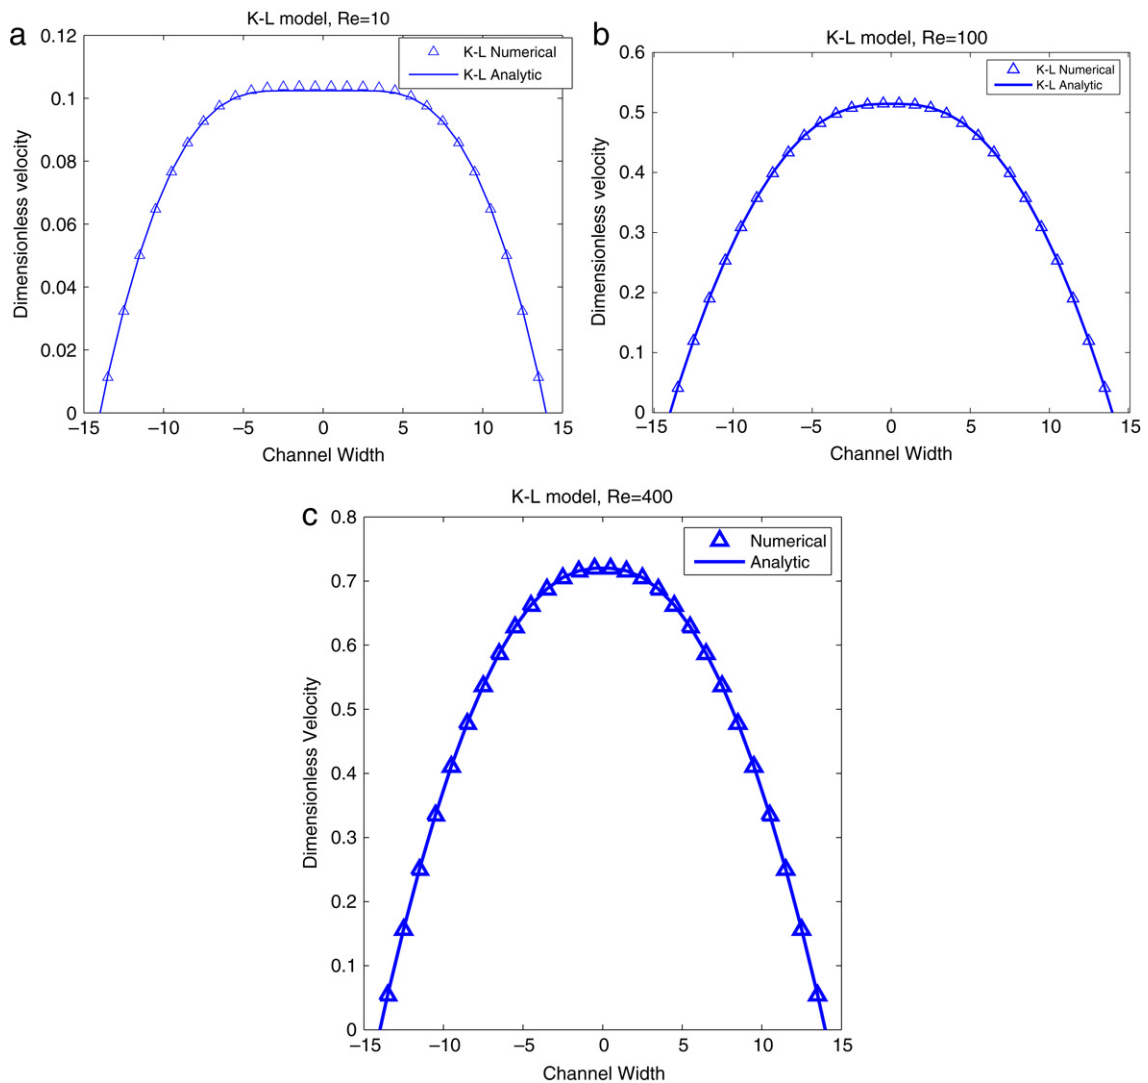 a
K-L model, Re=10
K-L Numerical
K-L Analytic
0.12
0.1
0.08
0.06
0.04
0.02
0
Dimensionless velocity
−15 −10 −5 0 5 10 15
Channel Width
b
K-L model, Re=100
K-L Numerical
K-L Analytic
0.6
0.5
0.4
0.3
0.2
0.1
0
Dimensionless velocity
−15 −10 −5 0 5 10 15
Channel Width
c
K-L model, Re=400
Numerical
Analytic
0.8
0.7
0.6
0.5
0.4
0.3
0.2
0.1
0
Dimensionless Velocity
−15 −10 −5 0 5 10 15
Channel Width